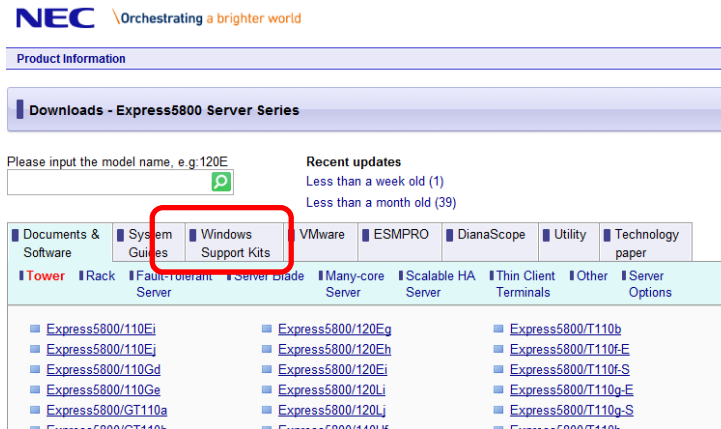 NEC \Orchestrating a brighter world
Product Information
Downloads - Express5800 Server Series
Please input the model name, e.g:120E
Recent updates
Less than a week old (1)
Less than a month old (39)
Documents & Software
System Guides
Windows Support Kits
VMware
ESMPRO
DianaScope
Utility
Technology paper
Tower
Rack
Fault-Tolerant Server
Server Blade
Many-core Server
Scalable HA Server
Thin Client Terminals
Other
Server Options
Express5800/110Ei
Express5800/120Eg
Express5800/T110b
Express5800/110Ej
Express5800/120Eh
Express5800/T110f-E
Express5800/110Gd
Express5800/120Ei
Express5800/T110f-S
Express5800/110Ge
Express5800/120Li
Express5800/T110g-E
Express5800/GT110a
Express5800/120Lj
Express5800/T110g-S